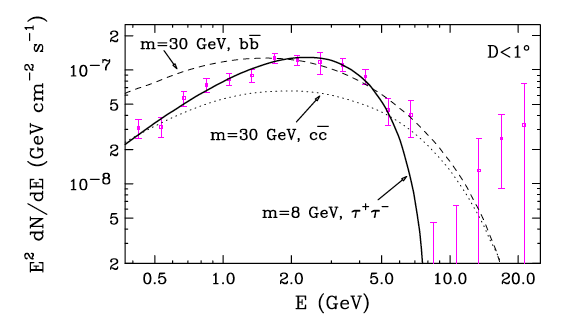 m=30 GeV, bb̅
D<1°
2
10⁻⁷
5
2
10⁻⁸
5
2
m=30 GeV, cc̅
m=8 GeV, τ⁺τ⁻
E² dN/dE (GeV cm⁻² s⁻¹)
0.5 1.0 2.0 5.0 10.0 20.0
E (GeV)